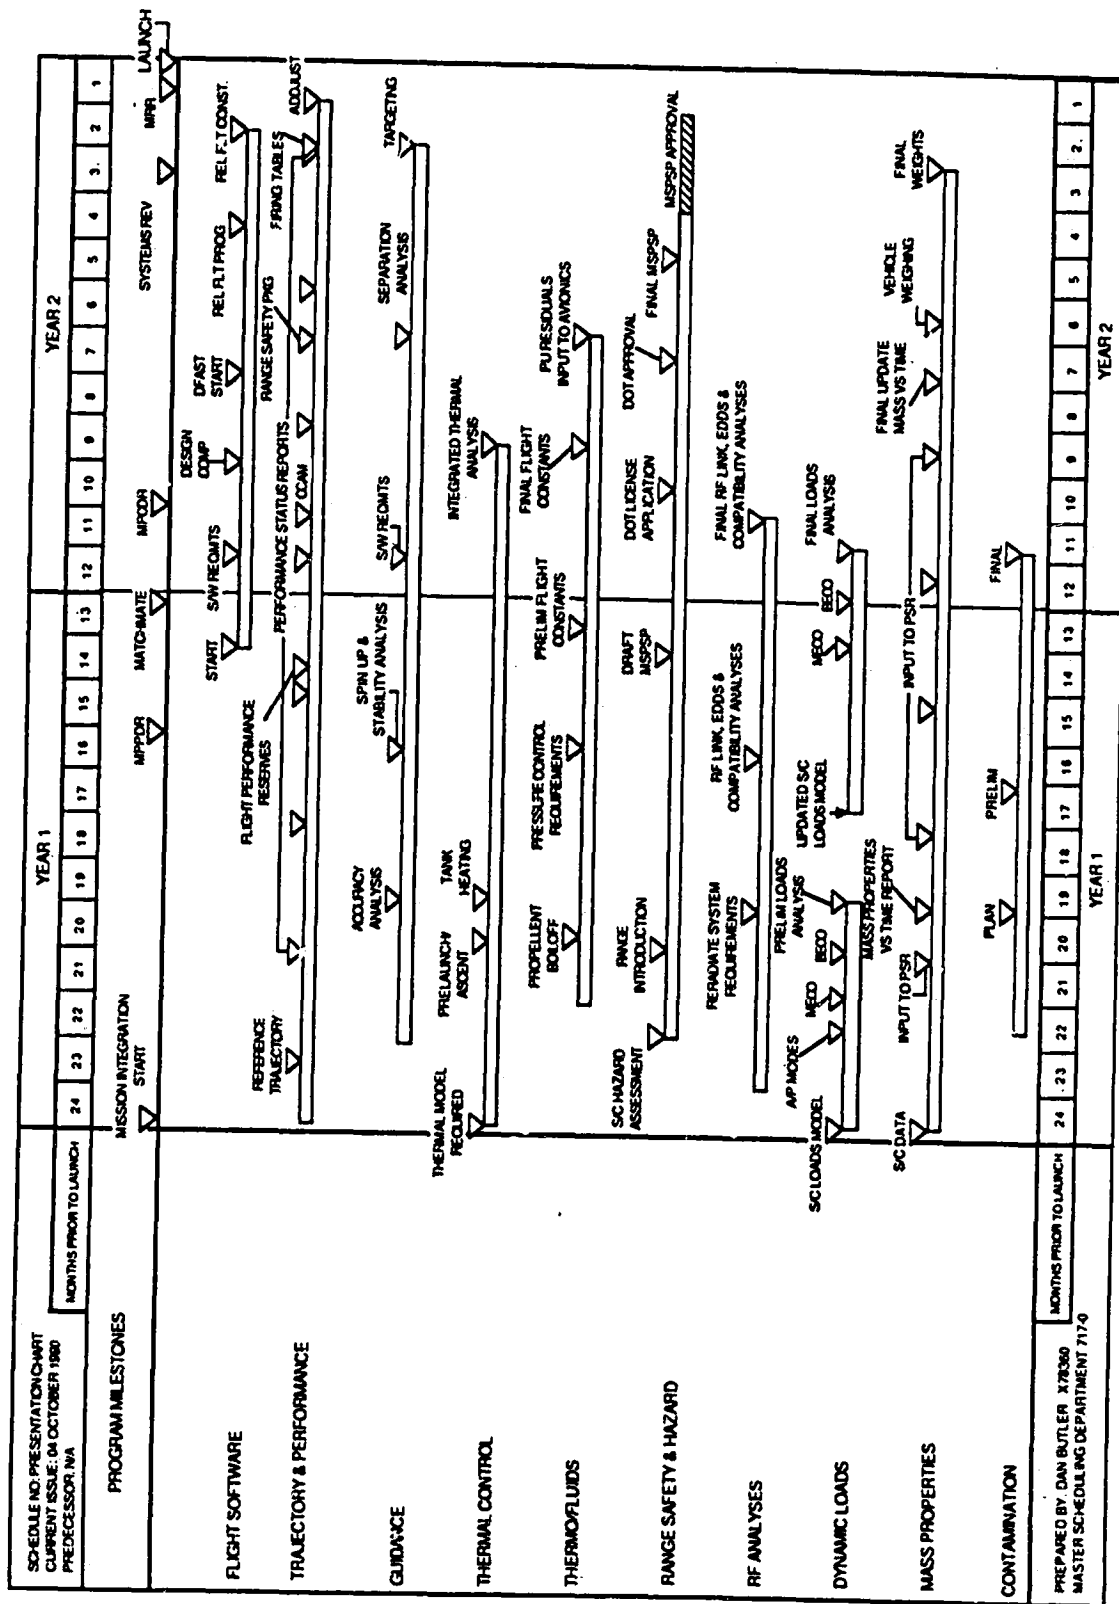 SCHEDULE NO: PRESENTATION CHART
CURRENT ISSUE: 04 OCTOBER 1990
PREDECESSOR: N/A
MONTHS PRIOR TO LAUNCH
YEAR 1
YEAR 2
24 23 22 21 20 19 18 17 16 15 14 13 12 11 10 9 8 7 6 5 4 3. 2 1
PROGRAM MILESTONES
MISSION INTEGRATION
START
MPPDR
MATCHMATE
MPCDR
SYSTEMS REV
MRR
LAUNCH
FLIGHT SOFTWARE
START
S/W REQMTS
DESIGN
COMP
DFAST
START
REL FLT PROG
REL FLT CONST.
TRAJECTORY & PERFORMANCE
REFERENCE
TRAJECTORY
FLIGHT PERFORMANCE
RESERVES
PERFORMANCE STATUS REPORTS
CCAM
RANGE SAFETY PKG
FIRING TABLES
ADDJUST
GUIDANCE
ACCURACY
ANALYSIS
SPIN UP &
STABILITY ANALYSIS
S/W REQMTS
SEPARATION
ANALYSIS
TARGETING
THERMAL CONTROL
THERMAL MODEL
REQUIRED
PRELAUNCH/
ASCENT
TANK
HEATING
INTEGRATED THERMAL
ANALYSIS
THERMO/FLUIDS
PROPELLENT
BOILOFF
PRESSURE CONTROL
REQUIREMENTS
PRELIM FLIGHT
CONSTANTS
FINAL FLIGHT
CONSTANTS
PU RESIDUALS
INPUT TO AVIONICS
RANGE SAFETY & HAZARD
S/C HAZARD
ASSESSMENT
RANGE
INTRODUCTION
DRAFT
MSPSP
DOT LICENSE
APPLICATION
DOT APPROVAL
FINAL MSPSP
MSPSP APPROVAL
RF ANALYSES
RERADIATE SYSTEM
REQUIREMENTS
RF LINK, EDDS &
COMPATIBILITY ANALYSES
FINAL RF LINK, EDDS &
COMPATIBILITY ANALYSES
DYNAMIC LOADS
S/C LOADS MODEL
A/P MODES
MECO
BECO
PRELIM LOADS
ANALYSIS
UPDATED S/C
LOADS MODEL
MECO
BECO
FINAL LOADS
ANALYSIS
MASS PROPERTIES
S/C DATA
INPUT TO PSR
MASS PROPERTIES
VS TIME REPORT
INPUT TO PSR
FINAL UPDATE
MASS VS TIME
VEHICLE
WEIGHING
FINAL
WEIGHTS
CONTAMINATION
PLAN
PRELIM
FINAL
PREPARED BY: DAN BUTLER X78360
MASTER SCHEDULING DEPARTMENT 717-0
MONTHS PRIOR TO LAUNCH
24 .23 22 21 20 19 18 17 16 15 14 13 12 11 10 9 8 7 6 5 4 3 2. 1
YEAR 1
YEAR 2